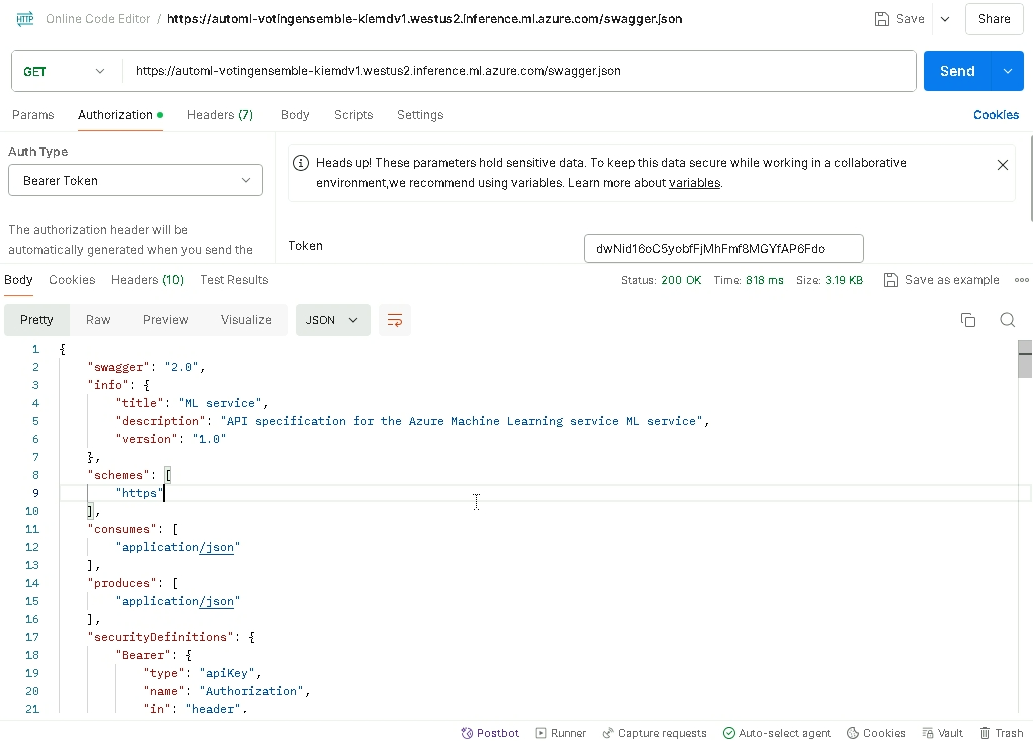 HTTP Online Code Editor / https://automl-votingensemble-kiemdv1.westus2.inference.ml.azure.com/swagger.json Save Share
GET https://automl-votingensemble-kiemdv1.westus2.inference.ml.azure.com/swagger.json Send
Params Authorization Headers (7) Body Scripts Settings Cookies
Auth Type
Bearer Token
The authorization header will be
automatically generated when you send the
Heads up! These parameters hold sensitive data. To keep this data secure while working in a collaborative
environment,we recommend using variables. Learn more about variables.
Token dwNid16oC5yobfFjMhFmf8MGYfAP6Fdo
Body Cookies Headers (10) Test Results Status: 200 OK Time: 818 ms Size: 3.19 KB Save as example
Pretty Raw Preview Visualize JSON
1 {
2 "swagger": "2.0",
3 "info": {
4 "title": "ML service",
5 "description": "API specification for the Azure Machine Learning service ML service",
6 "version": "1.0"
7 },
8 "schemes": [
9 "https"
10 ],
11 "consumes": [
12 "application/json"
13 ],
14 "produces": [
15 "application/json"
16 ],
17 "securityDefinitions": {
18 "Bearer": {
19 "type": "apiKey",
20 "name": "Authorization",
21 "in": "header",
Postbot Runner Capture requests Auto-select agent Cookies Vault Trash